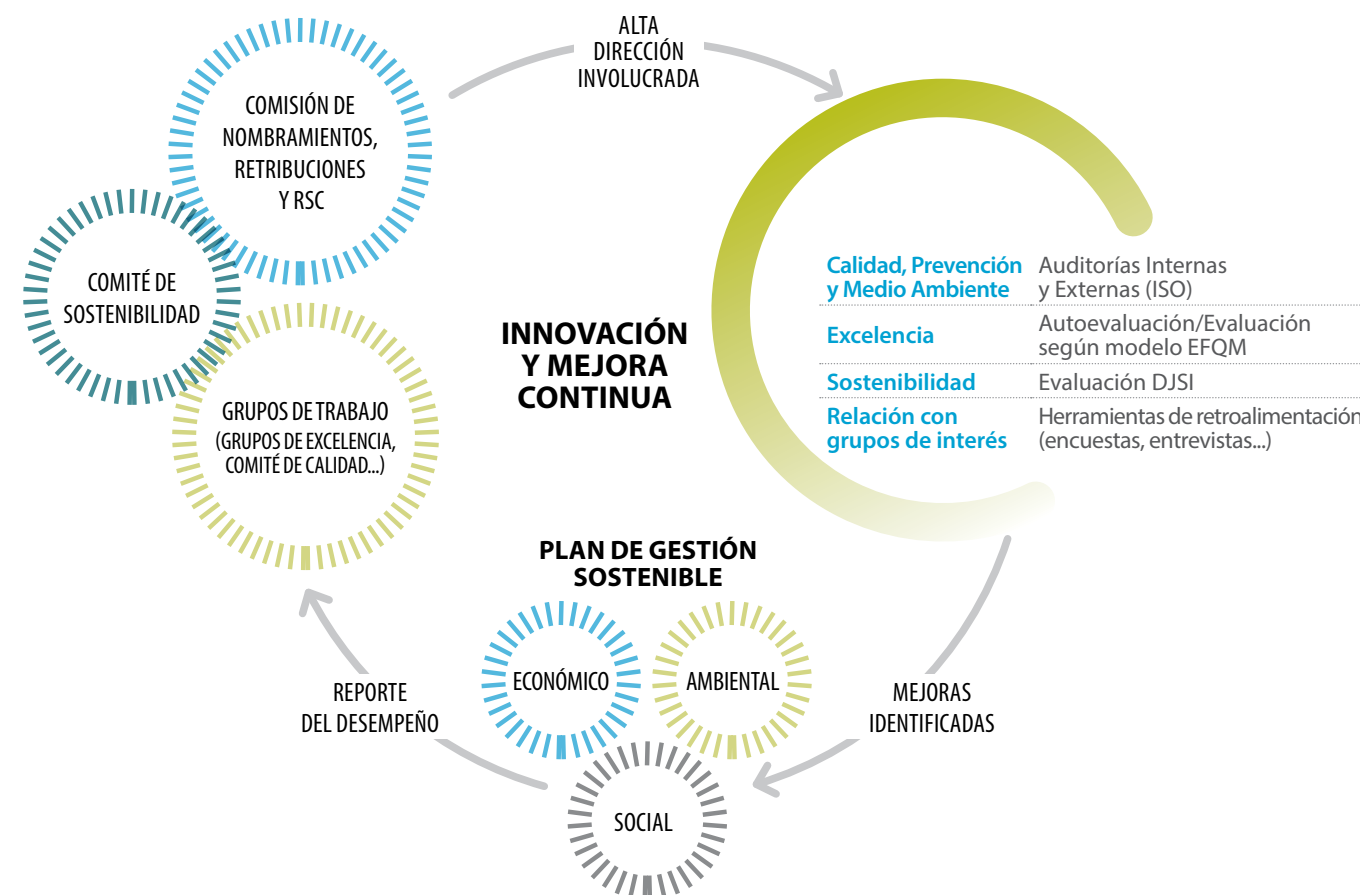 ALTA
DIRECCIÓN
INVOLUCRADA
COMISIÓN DE
NOMBRAMIENTOS,
RETRIBUCIONES
Y RSC
COMITÉ DE
SOSTENIBILIDAD
GRUPOS DE TRABAJO
(GRUPOS DE EXCELENCIA,
COMITÉ DE CALIDAD...)
INNOVACIÓN
Y MEJORA
CONTINUA
Calidad, Prevención
y Medio Ambiente
Auditorías Internas
y Externas (ISO)
Excelencia
Autoevaluación/Evaluación
según modelo EFQM
Sostenibilidad
Evaluación DJSI
Relación con
grupos de interés
Herramientas de retroalimentación
(encuestas, entrevistas...)
PLAN DE GESTIÓN
SOSTENIBLE
ECONÓMICO
AMBIENTAL
SOCIAL
REPORTE
DEL DESEMPEÑO
MEJORAS
IDENTIFICADAS